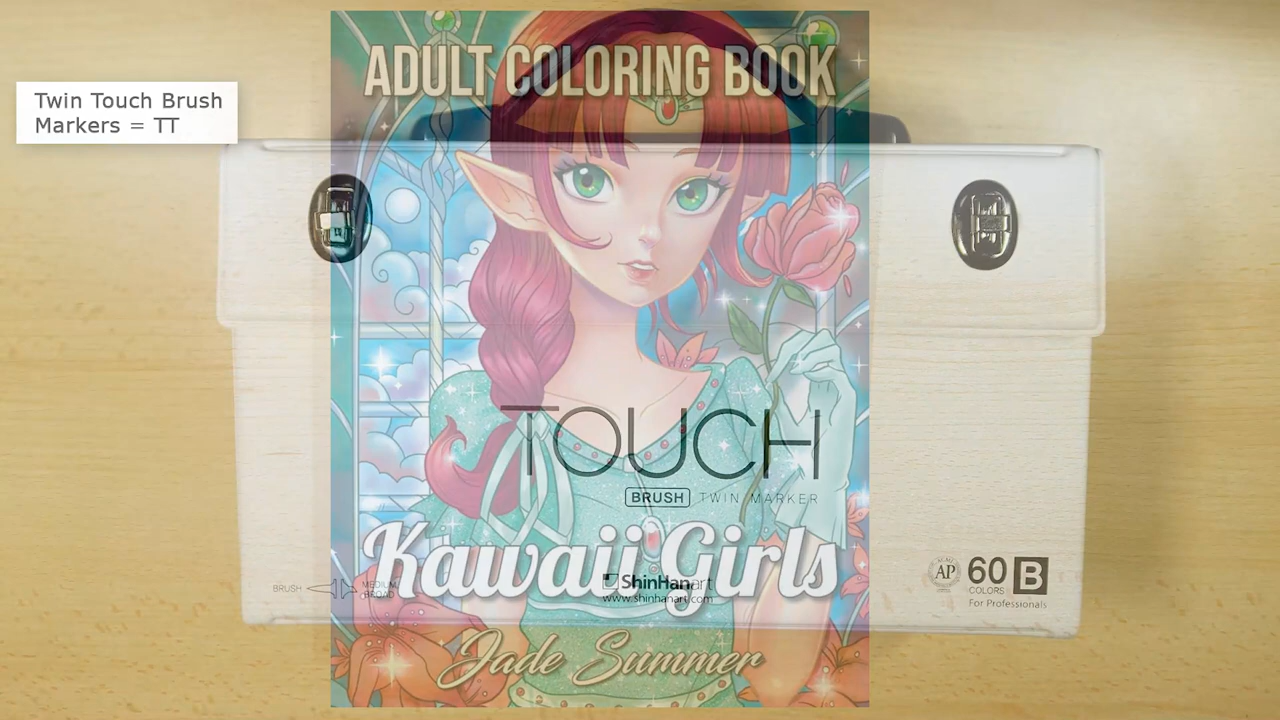 ADULT COLORING BOOK
Twin Touch Brush
Markers = TT
TOUCH
BRUSH TWIN MARKER
Kawaii Girls
BRUSH MEDIUM BROAD
ShinHanart
www.shinhanart.com
AP
60 B
COLORS
For Professionals
Jade Summer